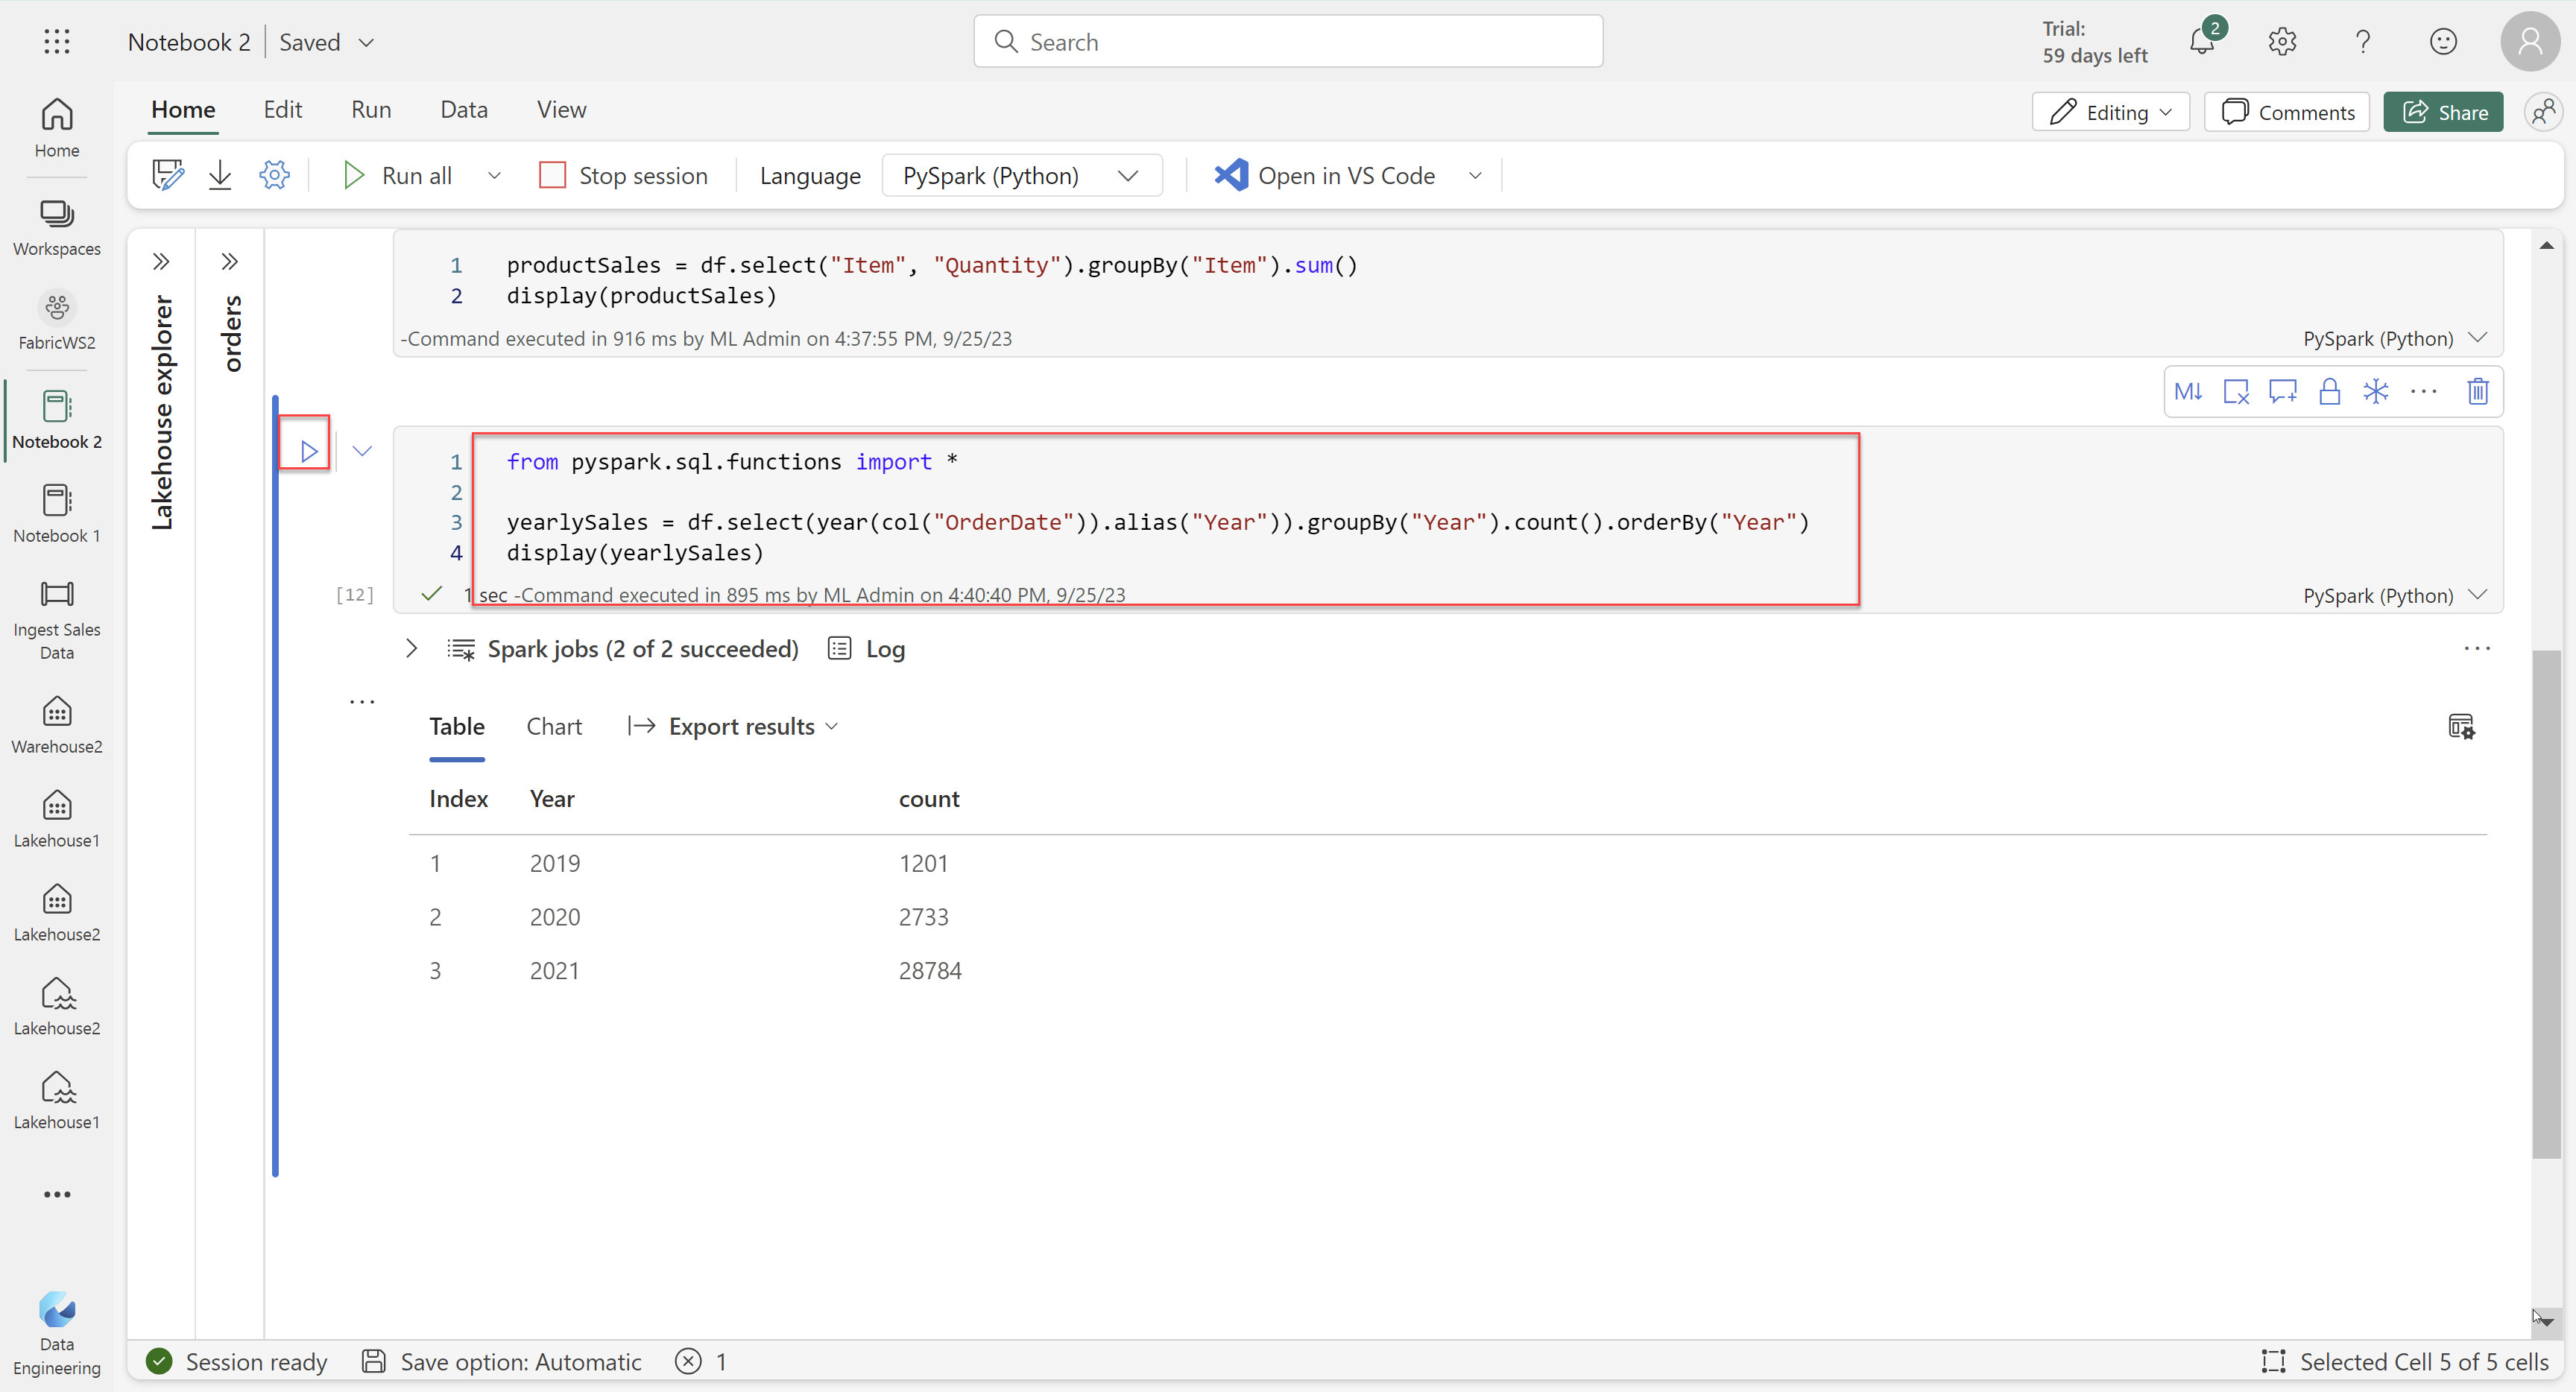 Notebook 2 Saved
Search
Trial:
59 days left
2
Home Edit Run Data View
Editing
Comments
Share
Run all
Stop session
Language
PySpark (Python)
Open in VS Code
Home
Workspaces
FabricWS2
Notebook 2
Notebook 1
Ingest Sales
Data
Warehouse2
Lakehouse1
Lakehouse2
Lakehouse2
Lakehouse1
Data
Engineering
Lakehouse explorer
orders
1 productSales = df.select("Item", "Quantity").groupBy("Item").sum()
2 display(productSales)
-Command executed in 916 ms by ML Admin on 4:37:55 PM, 9/25/23
PySpark (Python)
M↓
1 from pyspark.sql.functions import *
2
3 yearlySales = df.select(year(col("OrderDate")).alias("Year")).groupBy("Year").count().orderBy("Year")
4 display(yearlySales)
[12] 1 sec -Command executed in 895 ms by ML Admin on 4:40:40 PM, 9/25/23
PySpark (Python)
Spark jobs (2 of 2 succeeded) Log
Table Chart Export results
Index Year count
1 2019 1201
2 2020 2733
3 2021 28784
Session ready Save option: Automatic 1
Selected Cell 5 of 5 cells